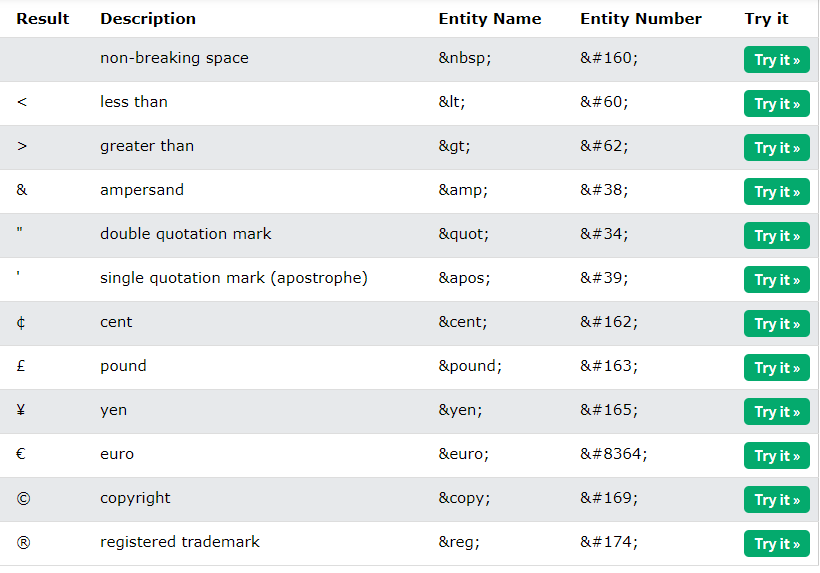 Result Description Entity Name Entity Number Try it
non-breaking space &nbsp; &#160; Try it »
< less than &lt; &#60; Try it »
> greater than &gt; &#62; Try it »
& ampersand &amp; &#38; Try it »
" double quotation mark &quot; &#34; Try it »
' single quotation mark (apostrophe) &apos; &#39; Try it »
¢ cent &cent; &#162; Try it »
£ pound &pound; &#163; Try it »
¥ yen &yen; &#165; Try it »
€ euro &euro; &#8364; Try it »
© copyright &copy; &#169; Try it »
® registered trademark &reg; &#174; Try it »